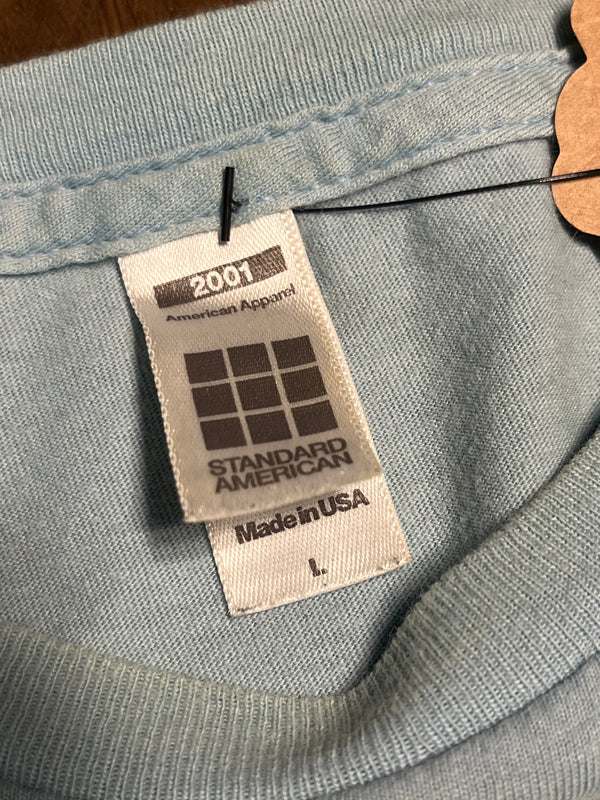 2001
American Apparel
STANDARD
AMERICAN
Made in USA
L